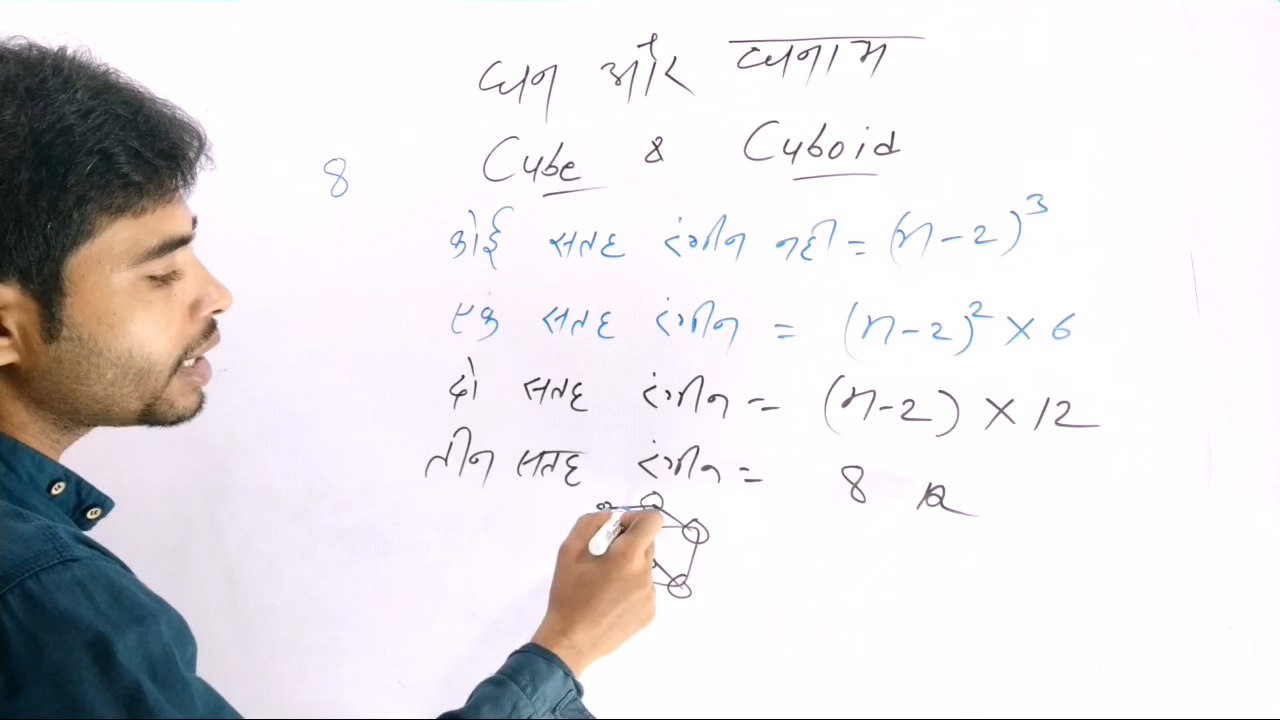 घन और घनाभ
Cube & Cuboid
8
कोई सतह रंगीन नही = (n-2)³
एक सतह रंगीन = (n-2)² × 6
दो सतह रंगीन = (n-2) × 12
तीन सतह रंगीन = 8